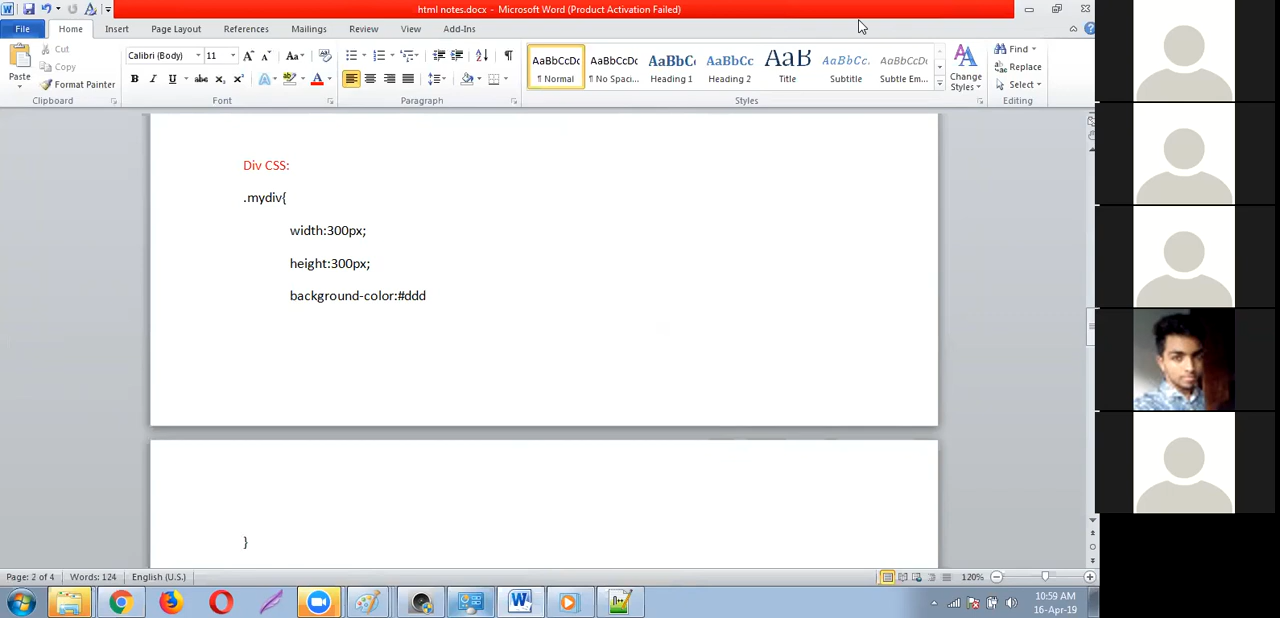 html notes.docx - Microsoft Word (Product Activation Failed)
File Home Insert Page Layout References Mailings Review View Add-Ins
Paste
Cut
Copy
Format Painter
Clipboard
Calibri (Body) 11
Font
Paragraph
AaBbCcDc AaBbCcDc AaBbC AaBbCc AaB AaBbCc. AaBbCcDc
¶ Normal ¶ No Spaci... Heading 1 Heading 2 Title Subtitle Subtle Em...
Change Styles
Styles
Find
Replace
Select
Editing
Div CSS:
.mydiv{
width:300px;
height:300px;
background-color:#ddd
}
Page: 2 of 4 Words: 124 English (U.S.) 120%
10:59 AM
16-Apr-19